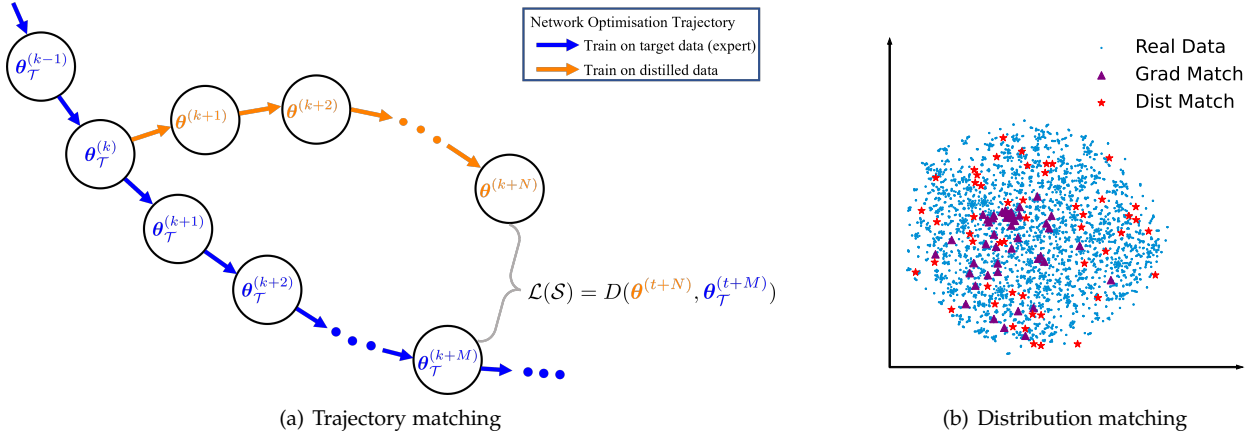 Network Optimisation Trajectory
Train on target data (expert)
Train on distilled data
θ_𝒯^(k−1)
θ_𝒯^(k)
θ^(k+1)
θ^(k+2)
θ^(k+N)
θ_𝒯^(k+1)
θ_𝒯^(k+2)
θ_𝒯^(k+M)
ℒ(𝒮) = D(θ^(t+N), θ_𝒯^(t+M))
(a) Trajectory matching
Real Data
Grad Match
Dist Match
(b) Distribution matching